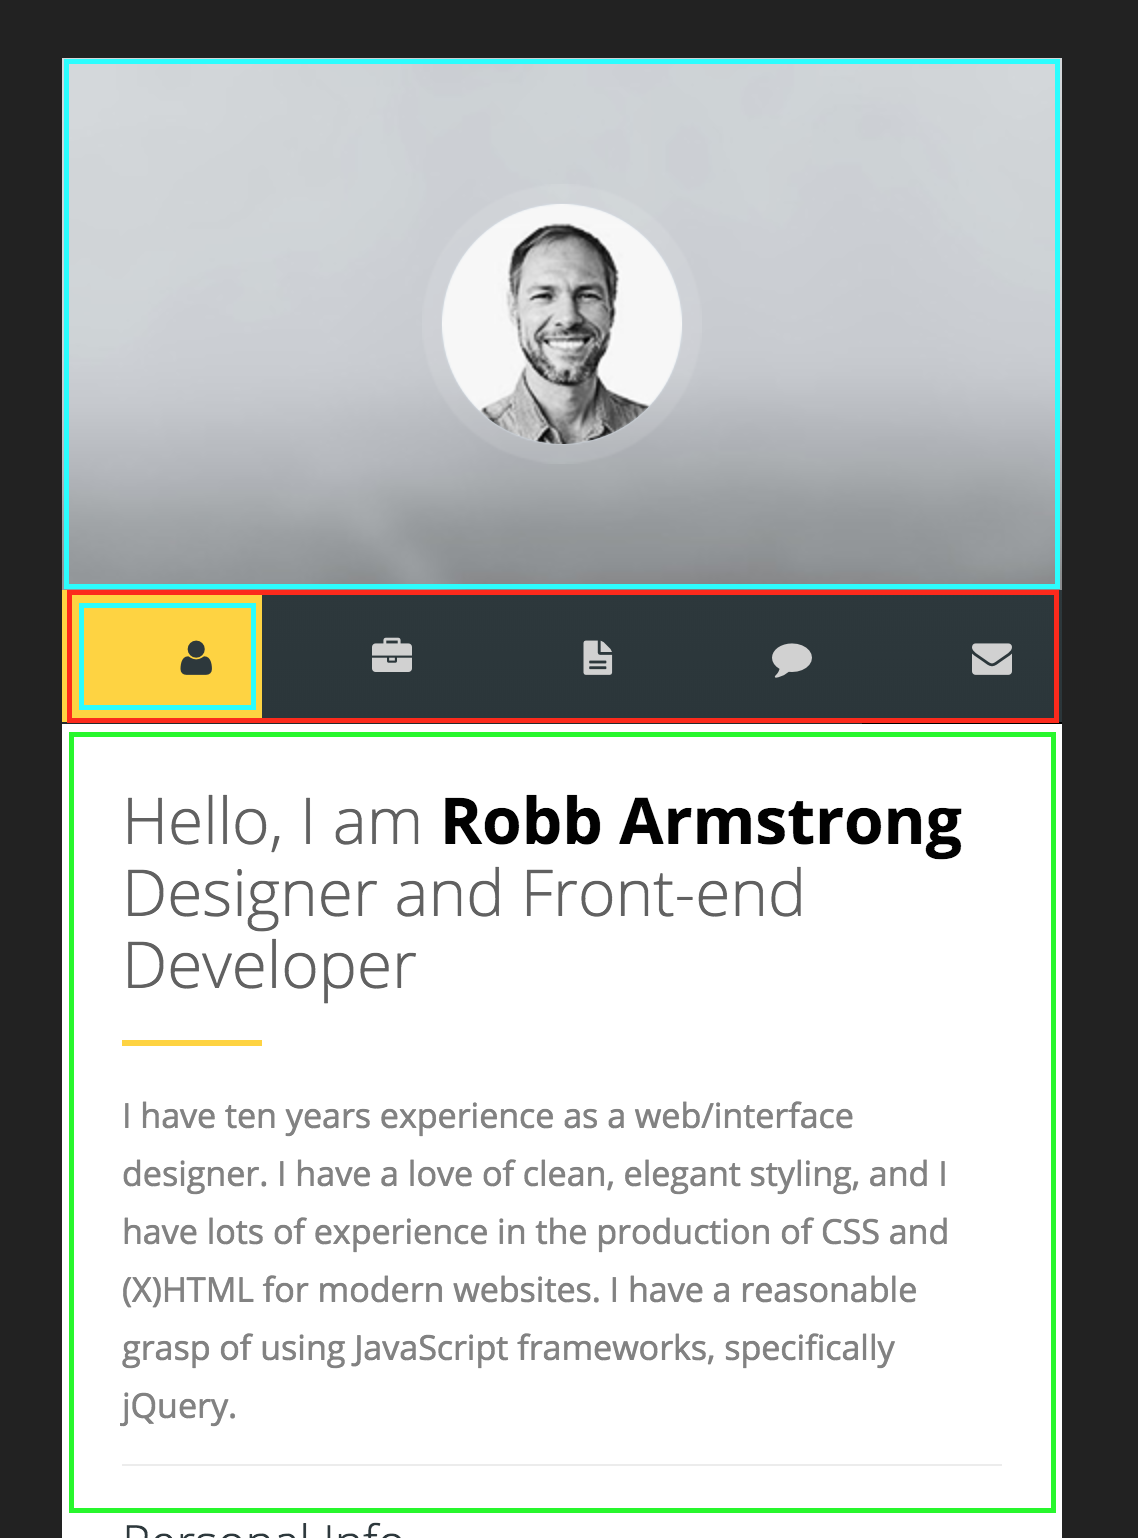 Hello, I am Robb Armstrong
Designer and Front-end
Developer
I have ten years experience as a web/interface
designer. I have a love of clean, elegant styling, and I
have lots of experience in the production of CSS and
(X)HTML for modern websites. I have a reasonable
grasp of using JavaScript frameworks, specifically
jQuery.
Personal Info